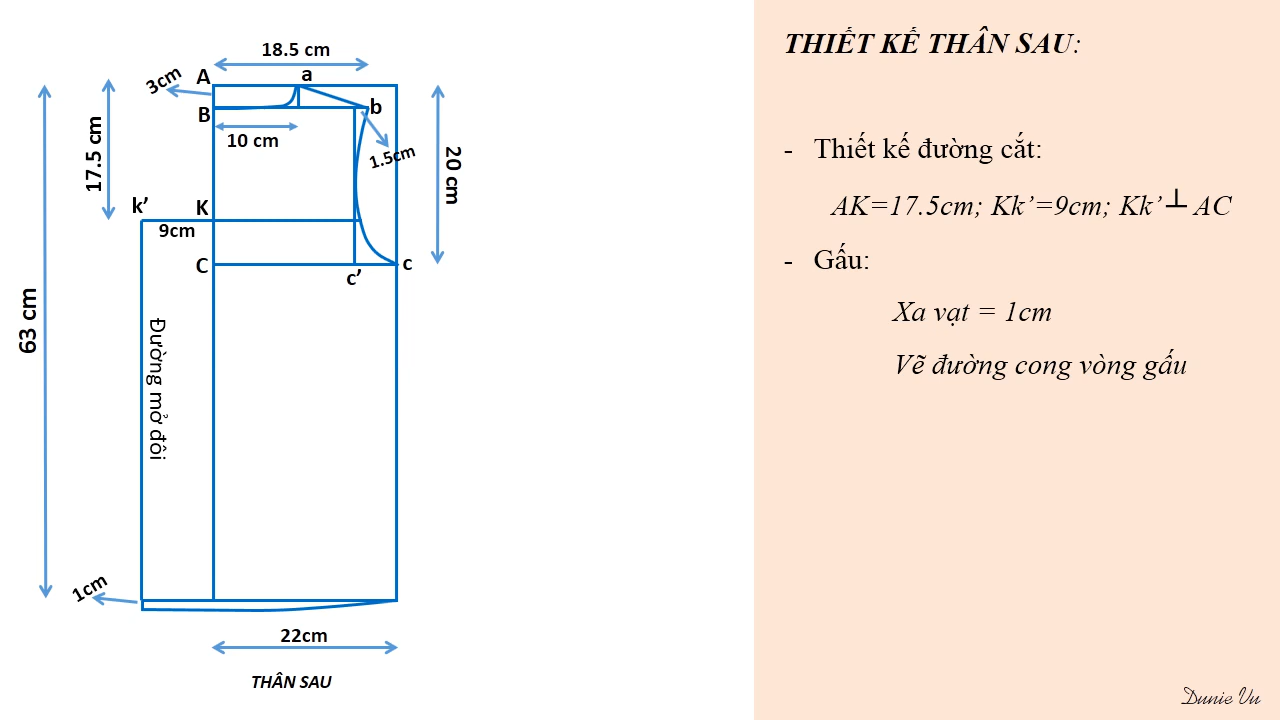 18.5 cm
A
a
3cm
B
b
10 cm
1.5cm
17.5 cm
20 cm
k’
K
9cm
C
c’
c
63 cm
Đường mở đôi
1cm
22cm
THÂN SAU
THIẾT KẾ THÂN SAU:
- Thiết kế đường cắt:
AK=17.5cm; Kk’=9cm; Kk’┴ AC
- Gấu:
Xa vạt = 1cm
Vẽ đường cong vòng gấu
Dunie Vu